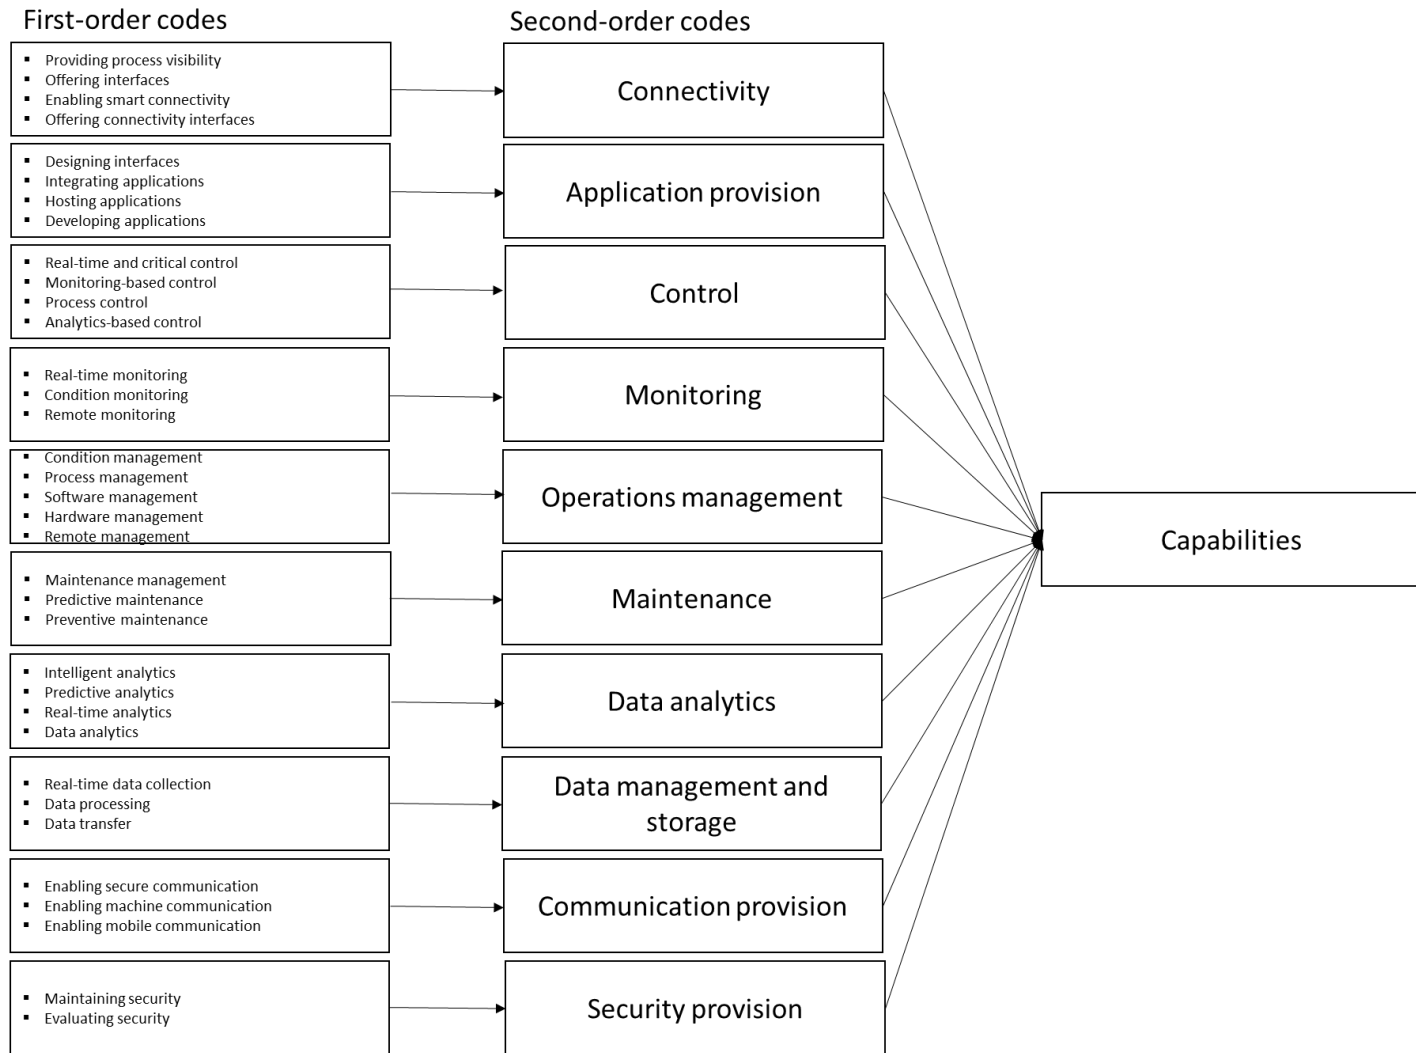 First-order codes
Second-order codes
▪ Providing process visibility
▪ Offering interfaces
▪ Enabling smart connectivity
▪ Offering connectivity interfaces
Connectivity
▪ Designing interfaces
▪ Integrating applications
▪ Hosting applications
▪ Developing applications
Application provision
▪ Real-time and critical control
▪ Monitoring-based control
▪ Process control
▪ Analytics-based control
Control
▪ Real-time monitoring
▪ Condition monitoring
▪ Remote monitoring
Monitoring
▪ Condition management
▪ Process management
▪ Software management
▪ Hardware management
▪ Remote management
Operations management
▪ Maintenance management
▪ Predictive maintenance
▪ Preventive maintenance
Maintenance
▪ Intelligent analytics
▪ Predictive analytics
▪ Real-time analytics
▪ Data analytics
Data analytics
▪ Real-time data collection
▪ Data processing
▪ Data transfer
Data management and
storage
▪ Enabling secure communication
▪ Enabling machine communication
▪ Enabling mobile communication
Communication provision
▪ Maintaining security
▪ Evaluating security
Security provision
Capabilities